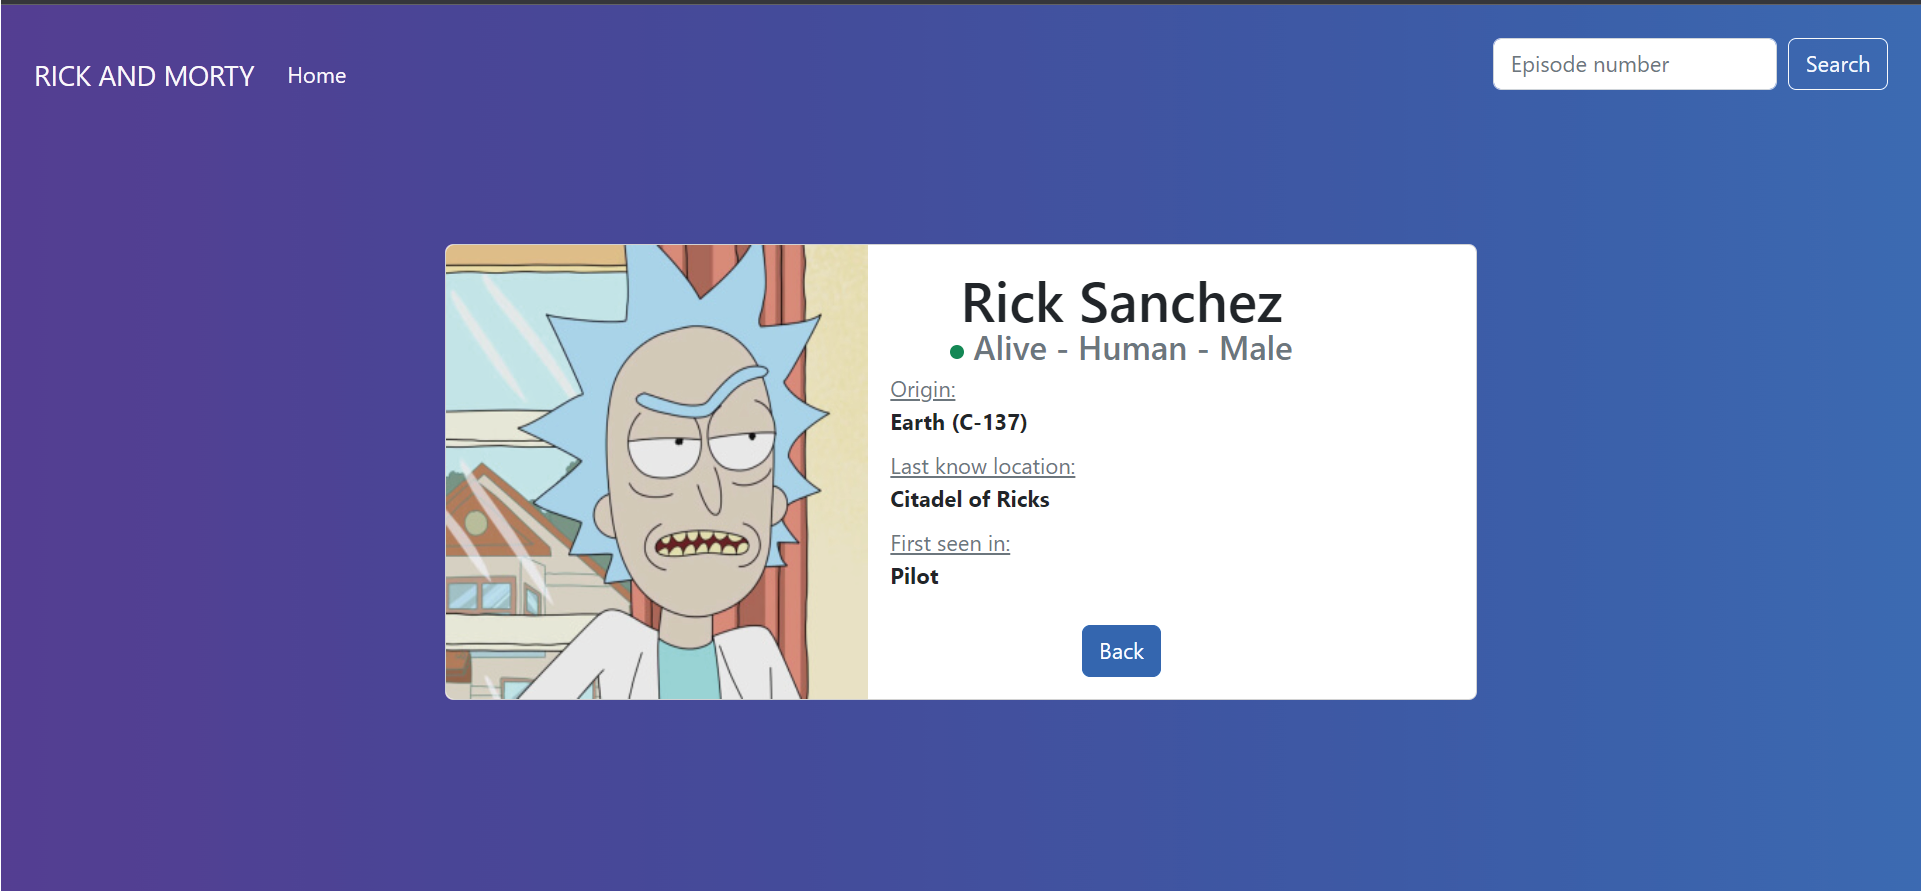 RICK AND MORTY Home Episode number Search
Rick Sanchez
Alive - Human - Male
Origin:
Earth (C-137)
Last know location:
Citadel of Ricks
First seen in:
Pilot
Back